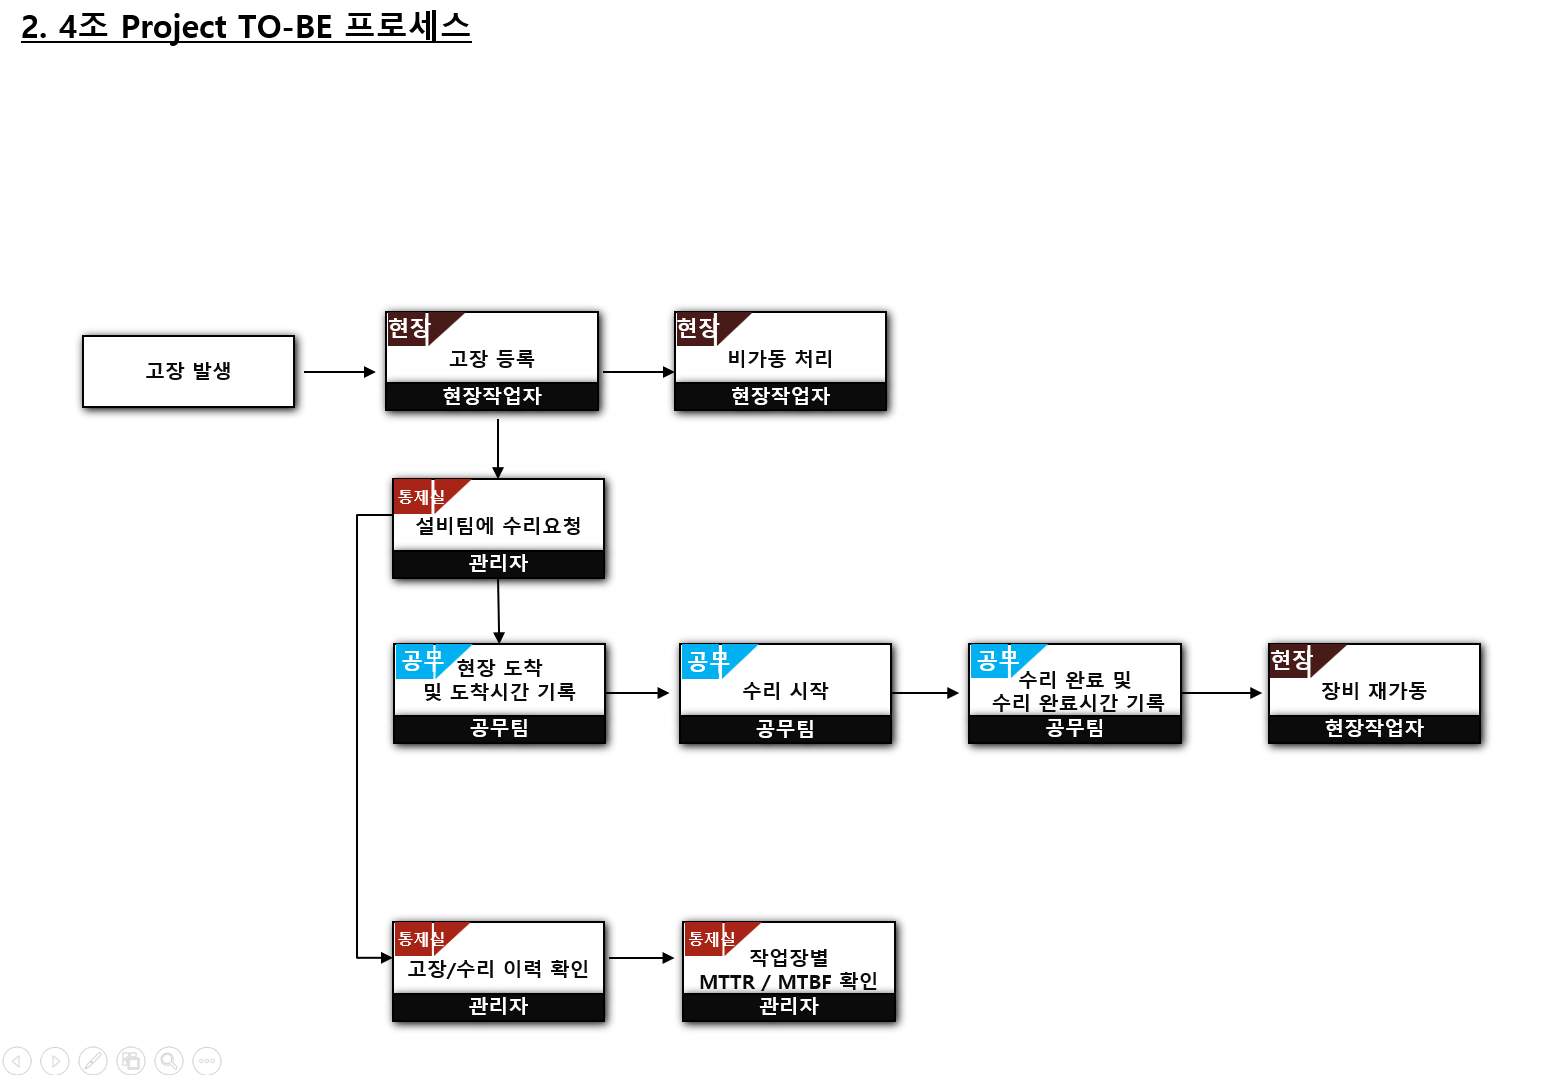 2. 4조 Project TO-BE 프로세스
고장 발생
현장
고장 등록
현장작업자
현장
비가동 처리
현장작업자
통제실
설비팀에 수리요청
관리자
공무
현장 도착
및 도착시간 기록
공무팀
공무
수리 시작
공무팀
공무
수리 완료 및
수리 완료시간 기록
공무팀
현장
장비 재가동
현장작업자
통제실
고장/수리 이력 확인
관리자
통제실
작업장별
MTTR / MTBF 확인
관리자